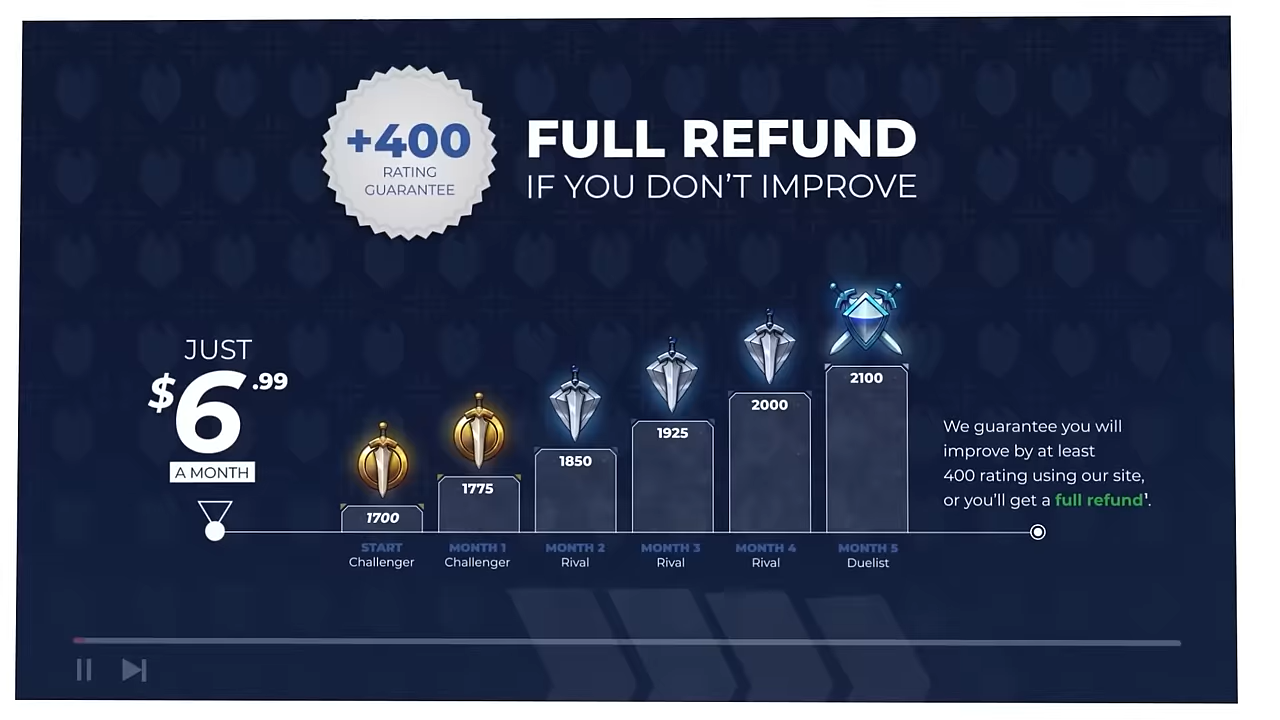 +400
RATING
GUARANTEE
FULL REFUND
IF YOU DON'T IMPROVE
JUST
$6.99
A MONTH
2100
2000
1925
1850
1775
1700
We guarantee you will
improve by at least
400 rating using our site,
or you'll get a full refund¹.
START MONTH 1 MONTH 2 MONTH 3 MONTH 4 MONTH 5
Challenger Challenger Rival Rival Rival Duelist